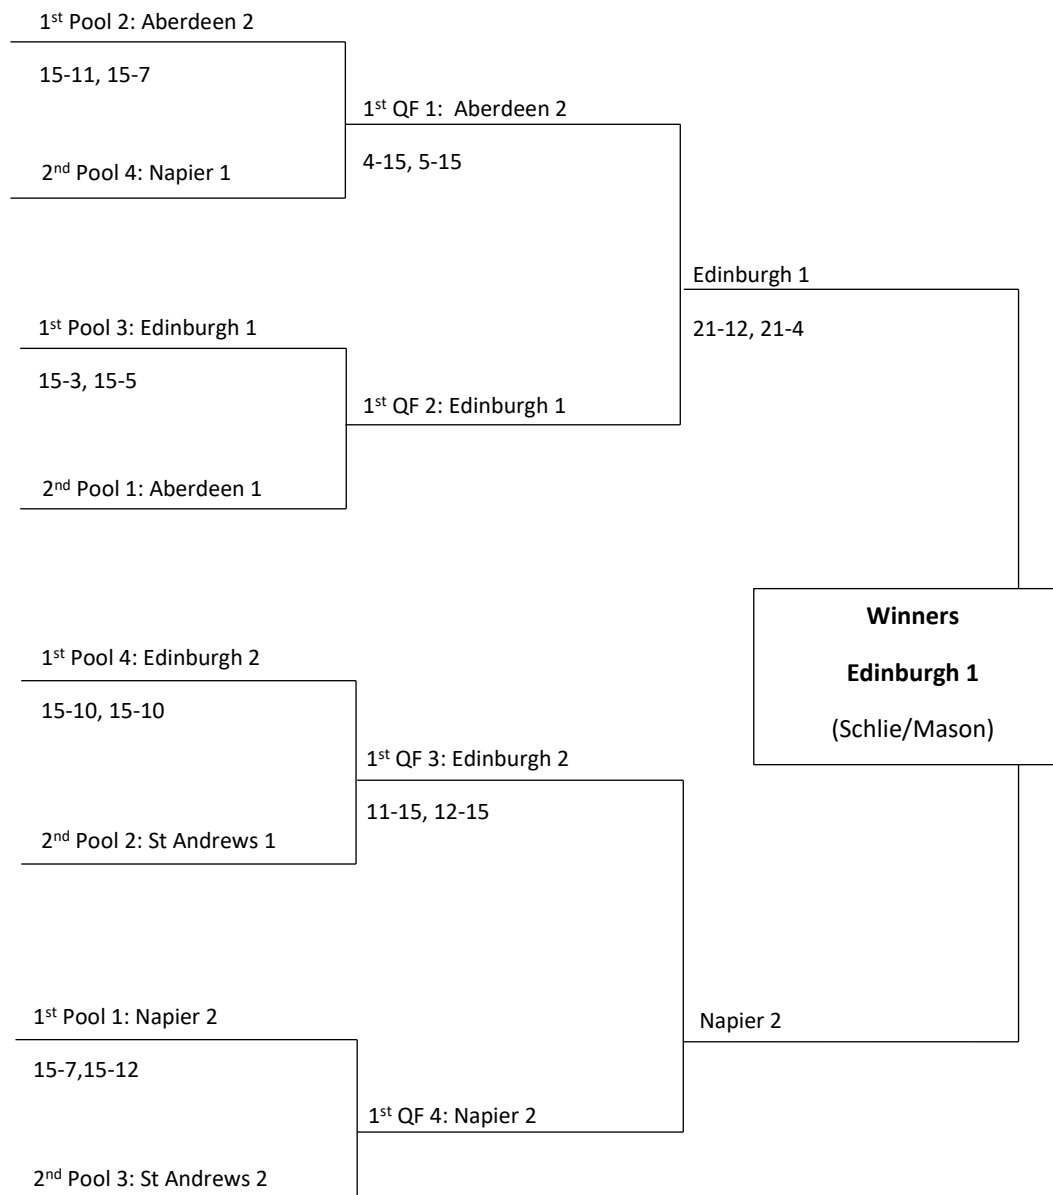 1st Pool 2: Aberdeen 2
15-11, 15-7
1st QF 1: Aberdeen 2
2nd Pool 4: Napier 1
4-15, 5-15
Edinburgh 1
1st Pool 3: Edinburgh 1
21-12, 21-4
15-3, 15-5
1st QF 2: Edinburgh 1
2nd Pool 1: Aberdeen 1
Winners
Edinburgh 1
(Schlie/Mason)
1st Pool 4: Edinburgh 2
15-10, 15-10
1st QF 3: Edinburgh 2
11-15, 12-15
2nd Pool 2: St Andrews 1
1st Pool 1: Napier 2
Napier 2
15-7,15-12
1st QF 4: Napier 2
2nd Pool 3: St Andrews 2